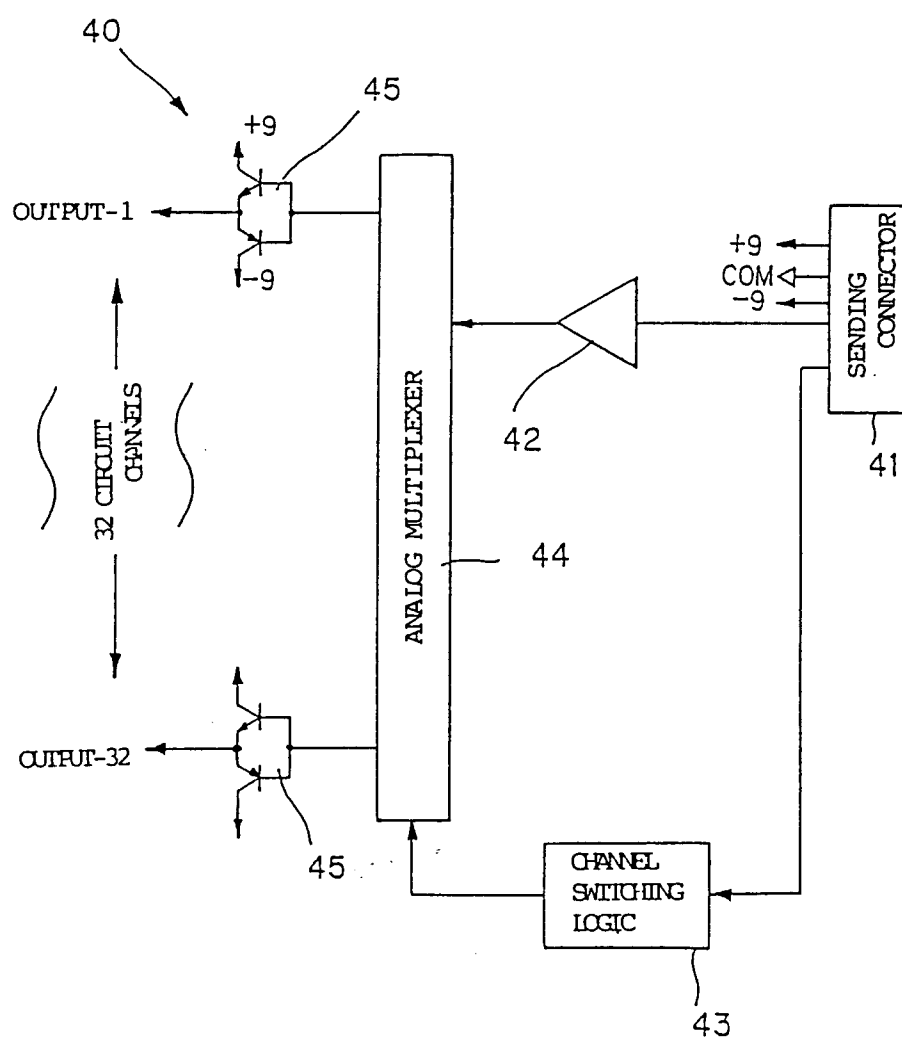 40
45
+9
OUTPUT-1
-9
+9
COM
-9
SENDING
CONNECTOR
42
41
32 CIRCUIT
CHANNELS
ANALOG MULTIPLEXER
44
OUTPUT-32
45
CHANNEL
SWITCHING
LOGIC
43